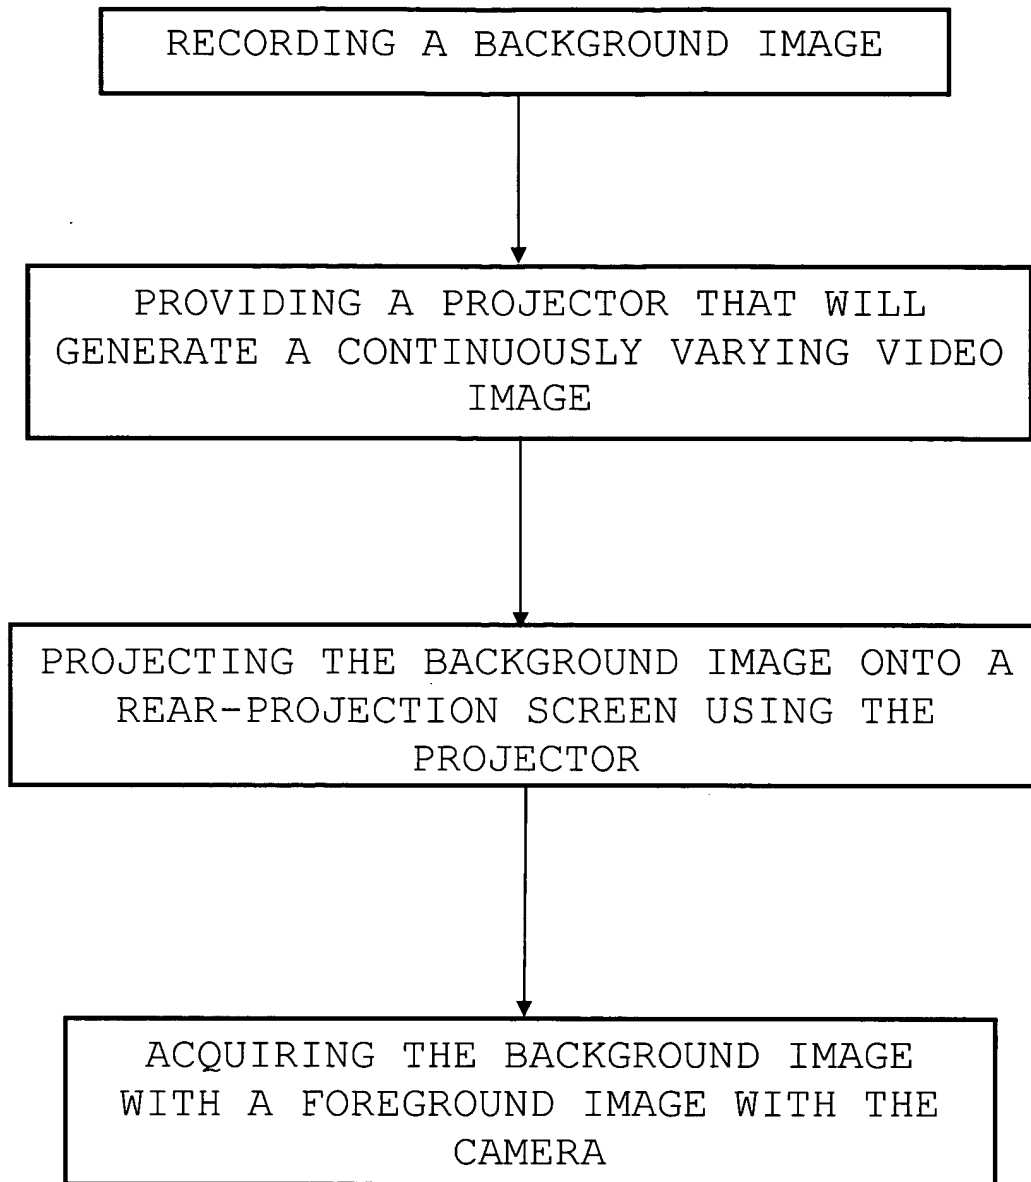 RECORDING A BACKGROUND IMAGE
PROVIDING A PROJECTOR THAT WILL
GENERATE A CONTINUOUSLY VARYING VIDEO
IMAGE
PROJECTING THE BACKGROUND IMAGE ONTO A
REAR-PROJECTION SCREEN USING THE
PROJECTOR
ACQUIRING THE BACKGROUND IMAGE
WITH A FOREGROUND IMAGE WITH THE
CAMERA